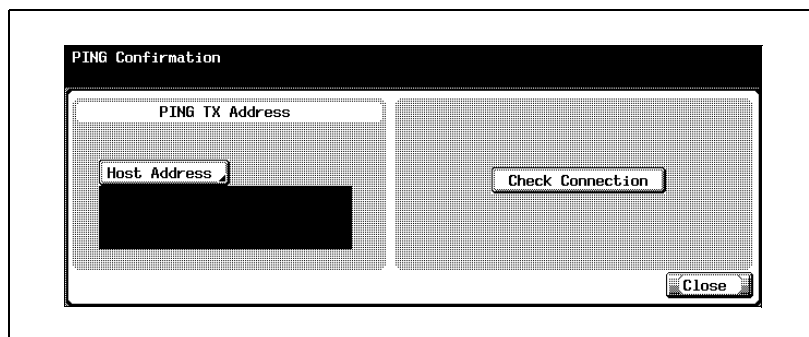 PING Confirmation
PING TX Address
Host Address
Check Connection
Close